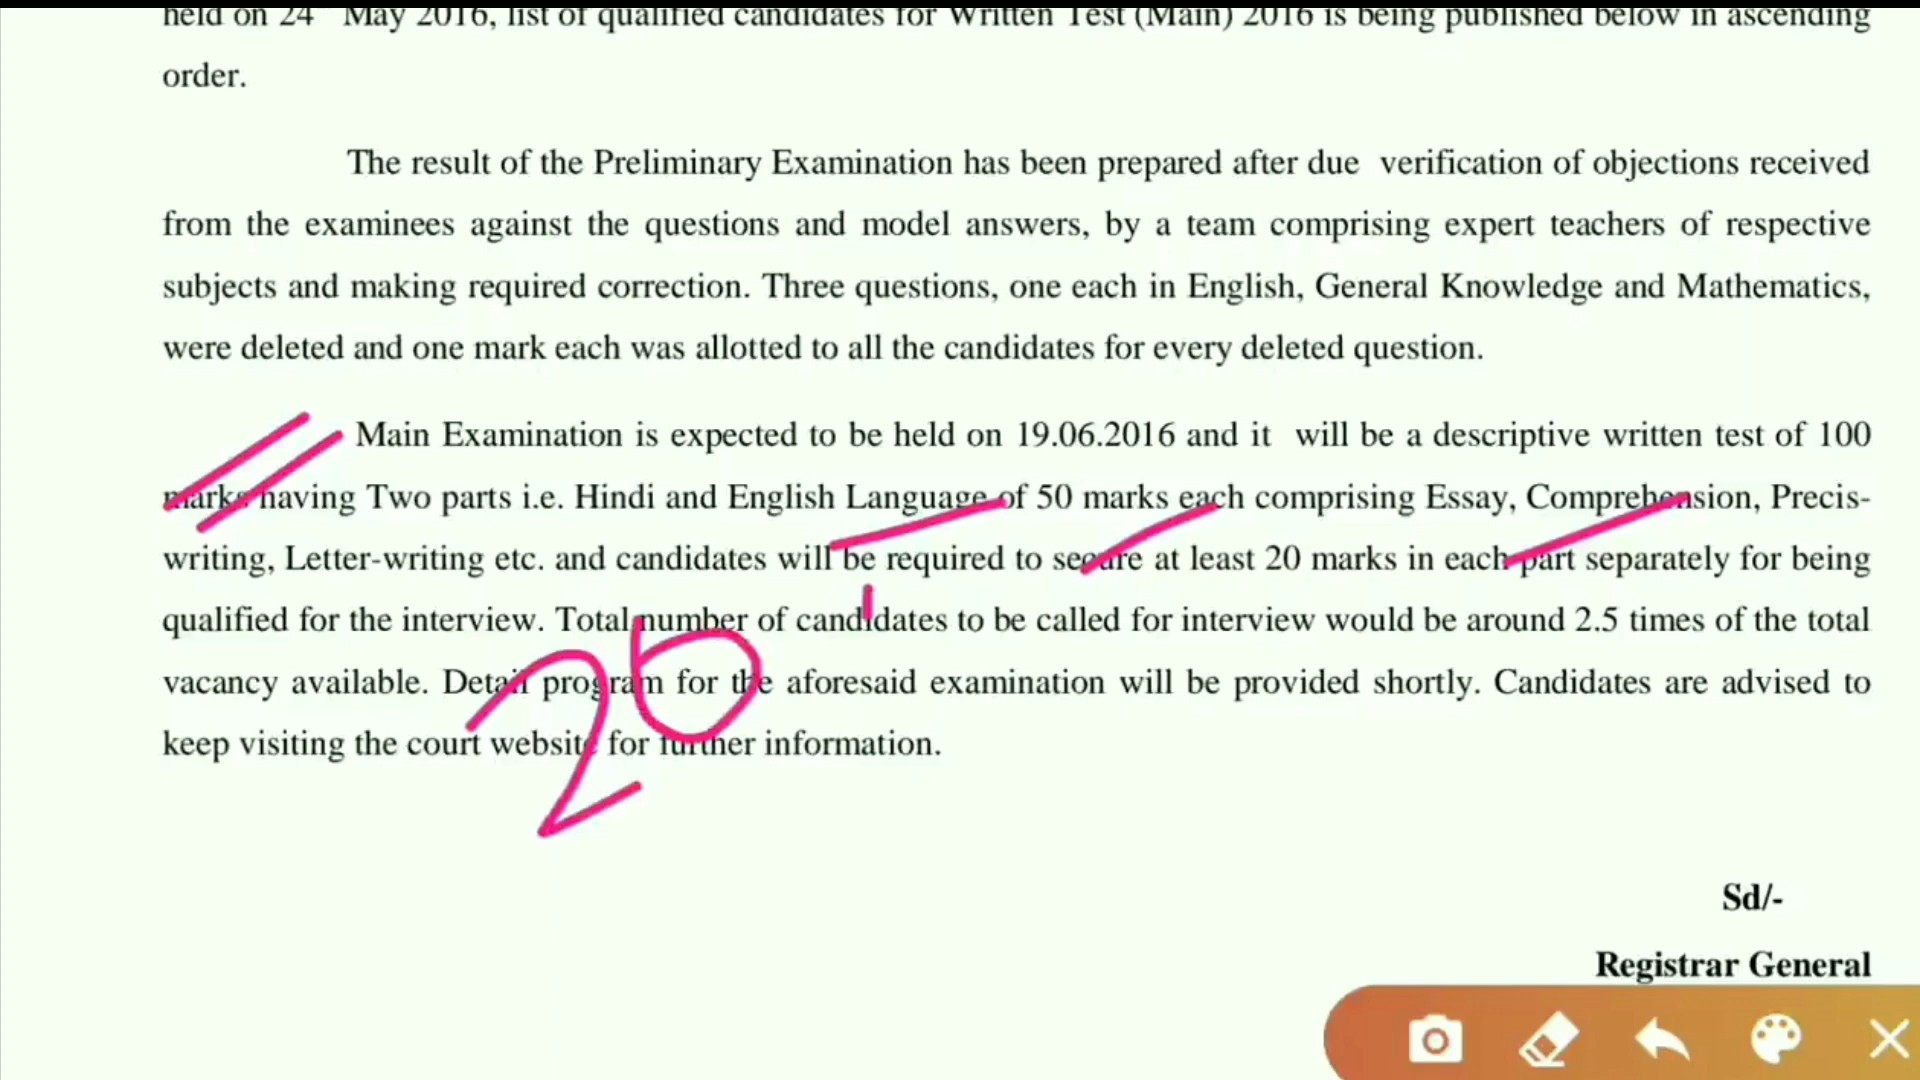 held on 24 May 2016, list of qualified candidates for Written Test (Main) 2016 is being published below in ascending
order.
The result of the Preliminary Examination has been prepared after due verification of objections received
from the examinees against the questions and model answers, by a team comprising expert teachers of respective
subjects and making required correction. Three questions, one each in English, General Knowledge and Mathematics,
were deleted and one mark each was allotted to all the candidates for every deleted question.
Main Examination is expected to be held on 19.06.2016 and it will be a descriptive written test of 100
marks having Two parts i.e. Hindi and English Language of 50 marks each comprising Essay, Comprehension, Precis-
writing, Letter-writing etc. and candidates will be required to secure at least 20 marks in each part separately for being
qualified for the interview. Total number of candidates to be called for interview would be around 2.5 times of the total
vacancy available. Detail program for the aforesaid examination will be provided shortly. Candidates are advised to
keep visiting the court website for further information.
20
Sd/-
Registrar General